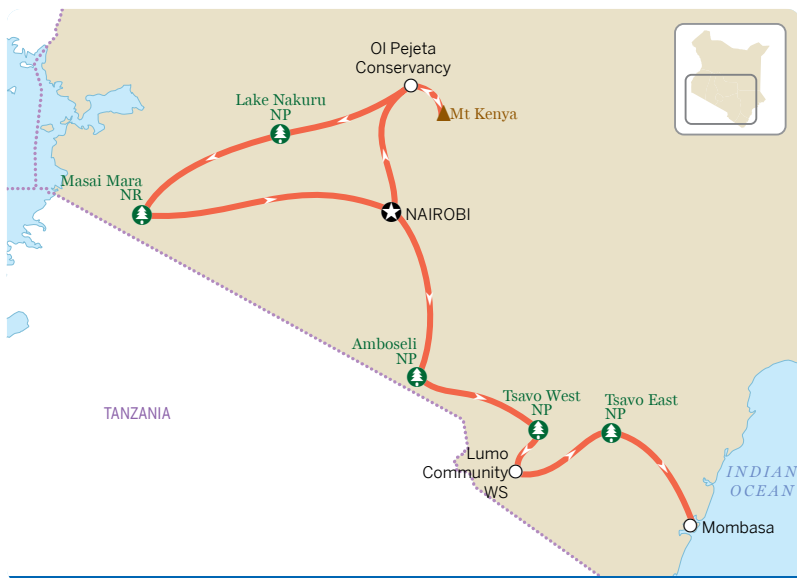 Ol Pejeta
Conservancy
Lake Nakuru
NP
Mt Kenya
Masai Mara
NR
NAIROBI
Amboseli
NP
Tsavo West
NP
Tsavo East
NP
TANZANIA
Lumo
Community
WS
INDIAN
OCEAN
Mombasa